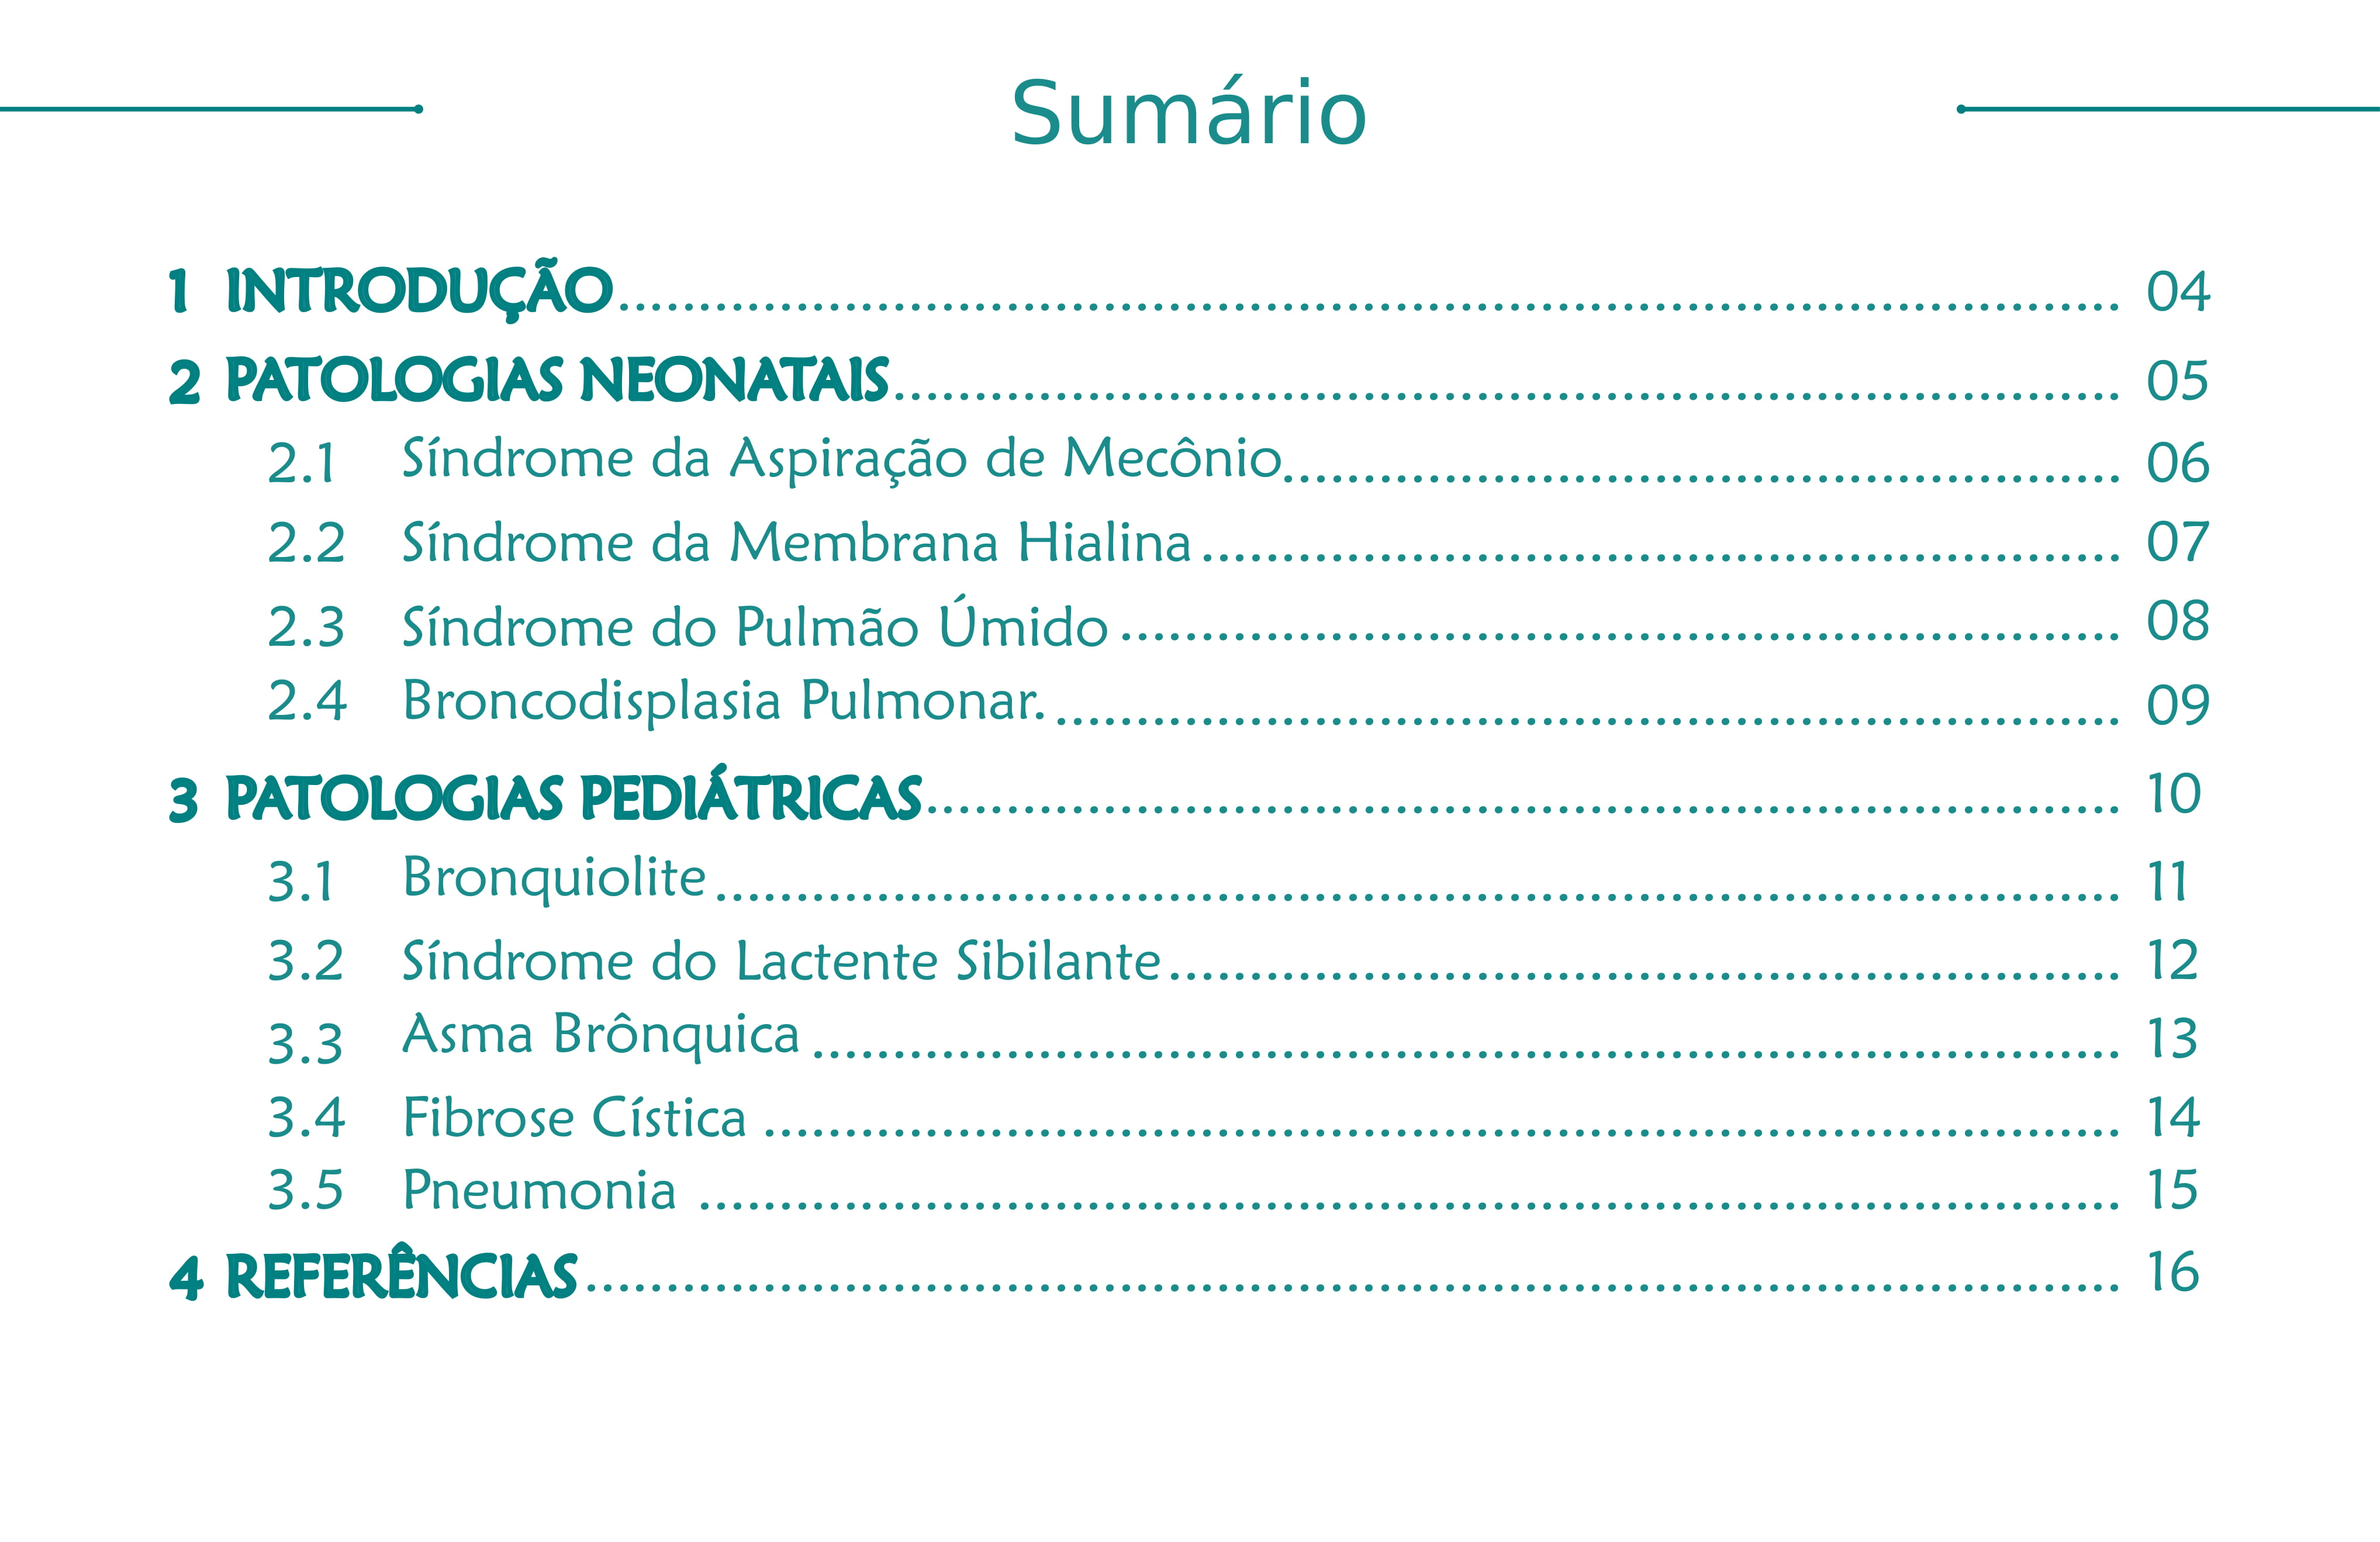 Sumário
1 INTRODUÇÃO 04
2 PATOLOGIAS NEONATAIS 05
2.1 Síndrome da Aspiração de Mecônio 06
2.2 Síndrome da Membrana Hialina 07
2.3 Síndrome do Pulmão Úmido 08
2.4 Broncodisplasia Pulmonar. 09
3 PATOLOGIAS PEDIÁTRICAS 10
3.1 Bronquiolite 11
3.2 Síndrome do Lactente Sibilante 12
3.3 Asma Brônquica 13
3.4 Fibrose Cística 14
3.5 Pneumonia 15
4 REFERÊNCIAS 16